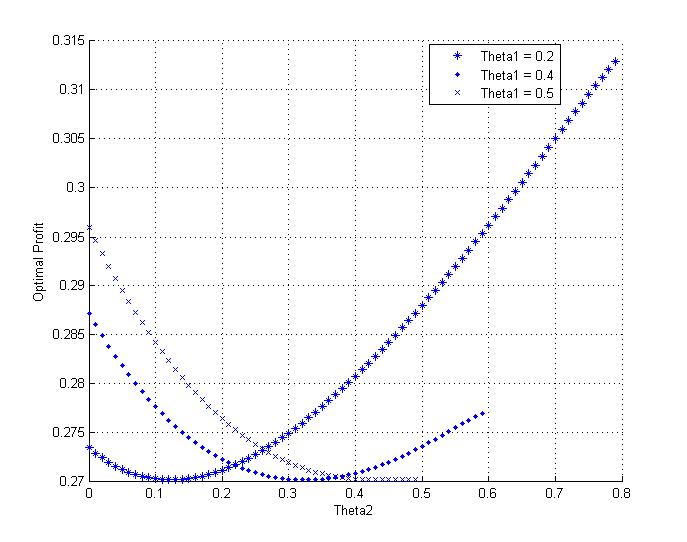 0.315
0.31
0.305
0.3
0.295
0.29
0.285
0.28
0.275
0.27
Optimal Profit
Theta1 = 0.2
Theta1 = 0.4
Theta1 = 0.5
0 0.1 0.2 0.3 0.4 0.5 0.6 0.7 0.8
Theta2